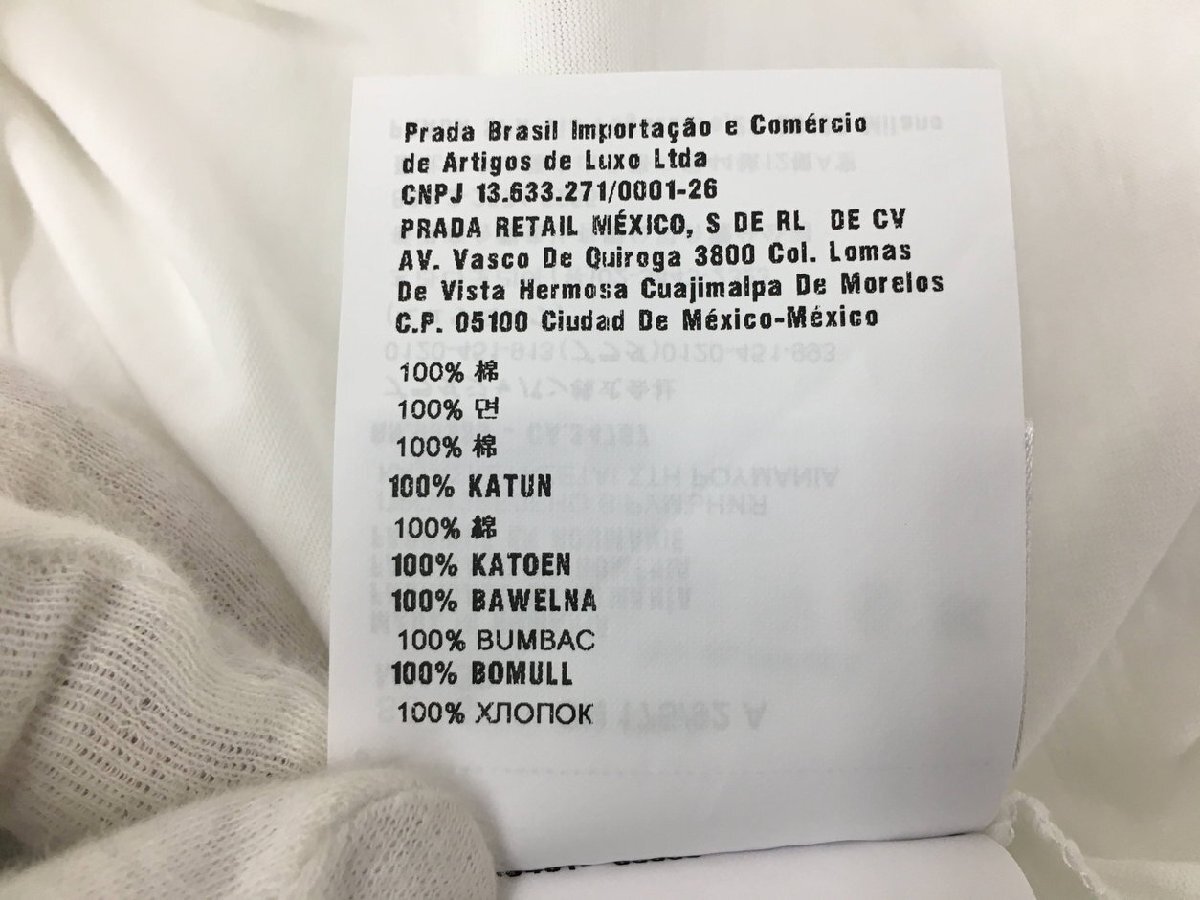 Prada Brasil Importação e Comércio
de Artigos de Luxo Ltda
CNPJ 13.633.271/0001-26
PRADA RETAIL MÉXICO, S DE RL DE CV
AV. Vasco De Quiroga 3800 Col. Lomas
De Vista Hermosa Cuajimalpa De Morelos
C.P. 05100 Ciudad De México-México
100% 棉
100% 면
100% 棉
100% KATUN
100% 綿
100% KATOEN
100% BAWELNA
100% BUMBAC
100% BOMULL
100% ХЛОПОК